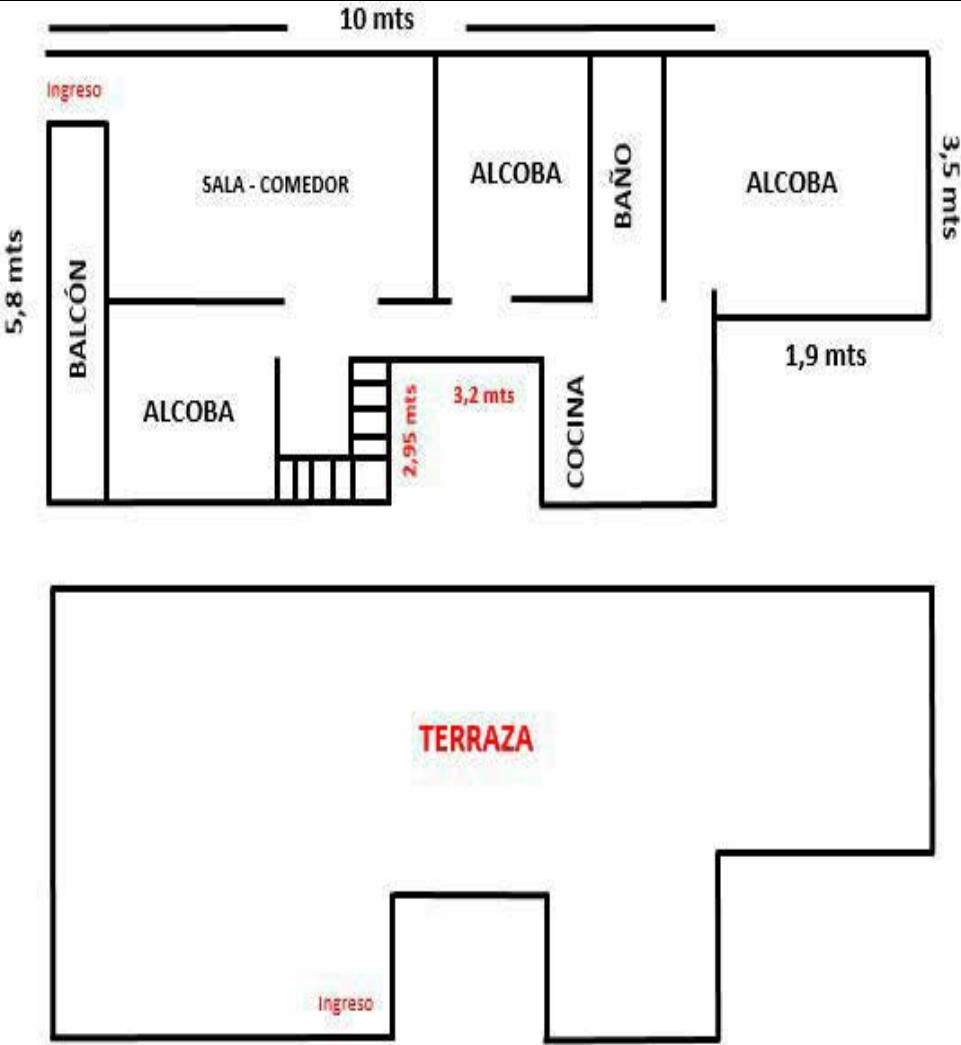 10 mts
Ingreso
SALA - COMEDOR
ALCOBA
BAÑO
ALCOBA
3,5 mts
5,8 mts
BALCÓN
ALCOBA
2,95 mts
3,2 mts
COCINA
1,9 mts
TERRAZA
Ingreso